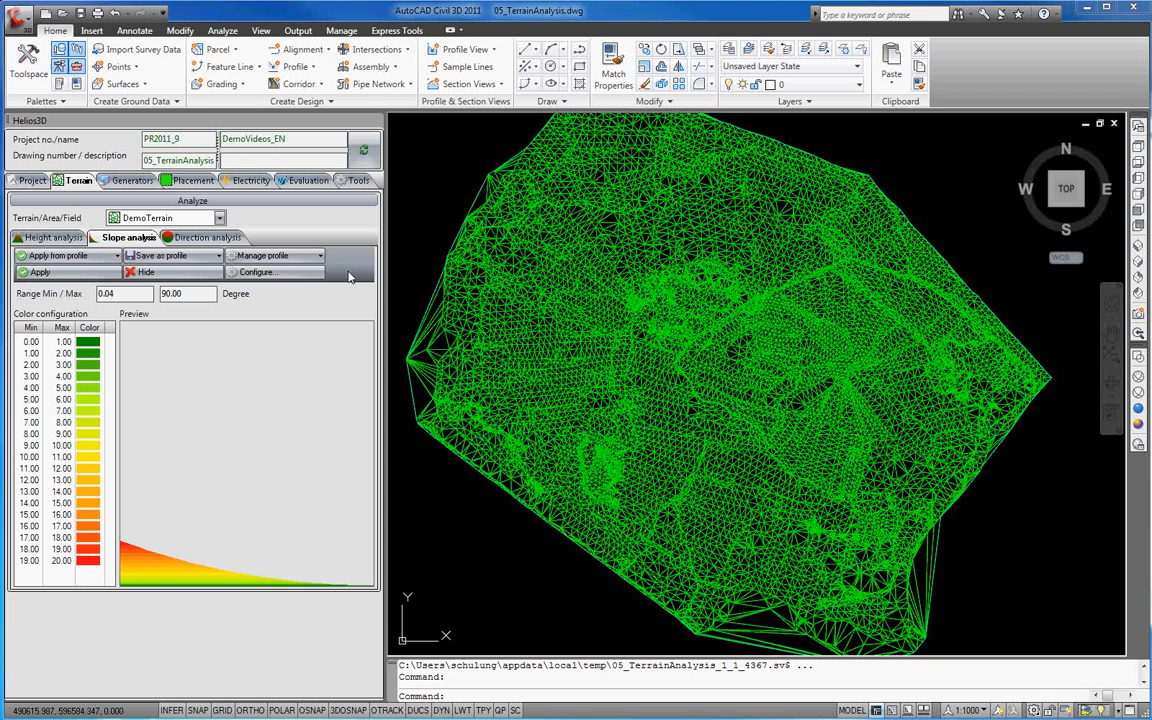 AutoCAD Civil 3D 2011 05_TerrainAnalysis.dwg
Type a keyword or phrase
3D
Home Insert Annotate Modify Analyze View Output Manage Express Tools
Toolspace
Import Survey Data
Points
Surfaces
Parcel
Feature Line
Grading
Alignment
Profile
Corridor
Intersections
Assembly
Pipe Network
Profile View
Sample Lines
Section Views
Match Properties
Unsaved Layer State
0
Paste
Palettes Create Ground Data Create Design Profile & Section Views Draw Modify Layers Clipboard
Helios3D
Project no./name PR2011_9 DemoVideos_EN
Drawing number / description 05_TerrainAnalysis
Project Terrain Generators Placement Electricity Evaluation Tools
Analyze
Terrain/Area/Field DemoTerrain
Height analysis Slope analysis Direction analysis
Apply from profile Save as profile Manage profile
Apply Hide Configure...
Range Min / Max 0.04 90.00 Degree
Color configuration Preview
Min Max Color
0.00 1.00
1.00 2.00
2.00 3.00
3.00 4.00
4.00 5.00
5.00 6.00
6.00 7.00
7.00 8.00
8.00 9.00
9.00 10.00
10.00 11.00
11.00 12.00
12.00 13.00
13.00 14.00
14.00 15.00
15.00 16.00
16.00 17.00
17.00 18.00
18.00 19.00
19.00 20.00
N
W TOP E
S
WCS
Y
X
C:\Users\schulung\appdata\local\temp\05_TerrainAnalysis_1_1_4367.sv$ ...
Command:
Command:
490615.987, 596584.347, 0.000 INFER SNAP GRID ORTHO POLAR OSNAP 3DOSNAP OTRACK DUCS DYN LWT TPY QP SC MODEL 1:1000